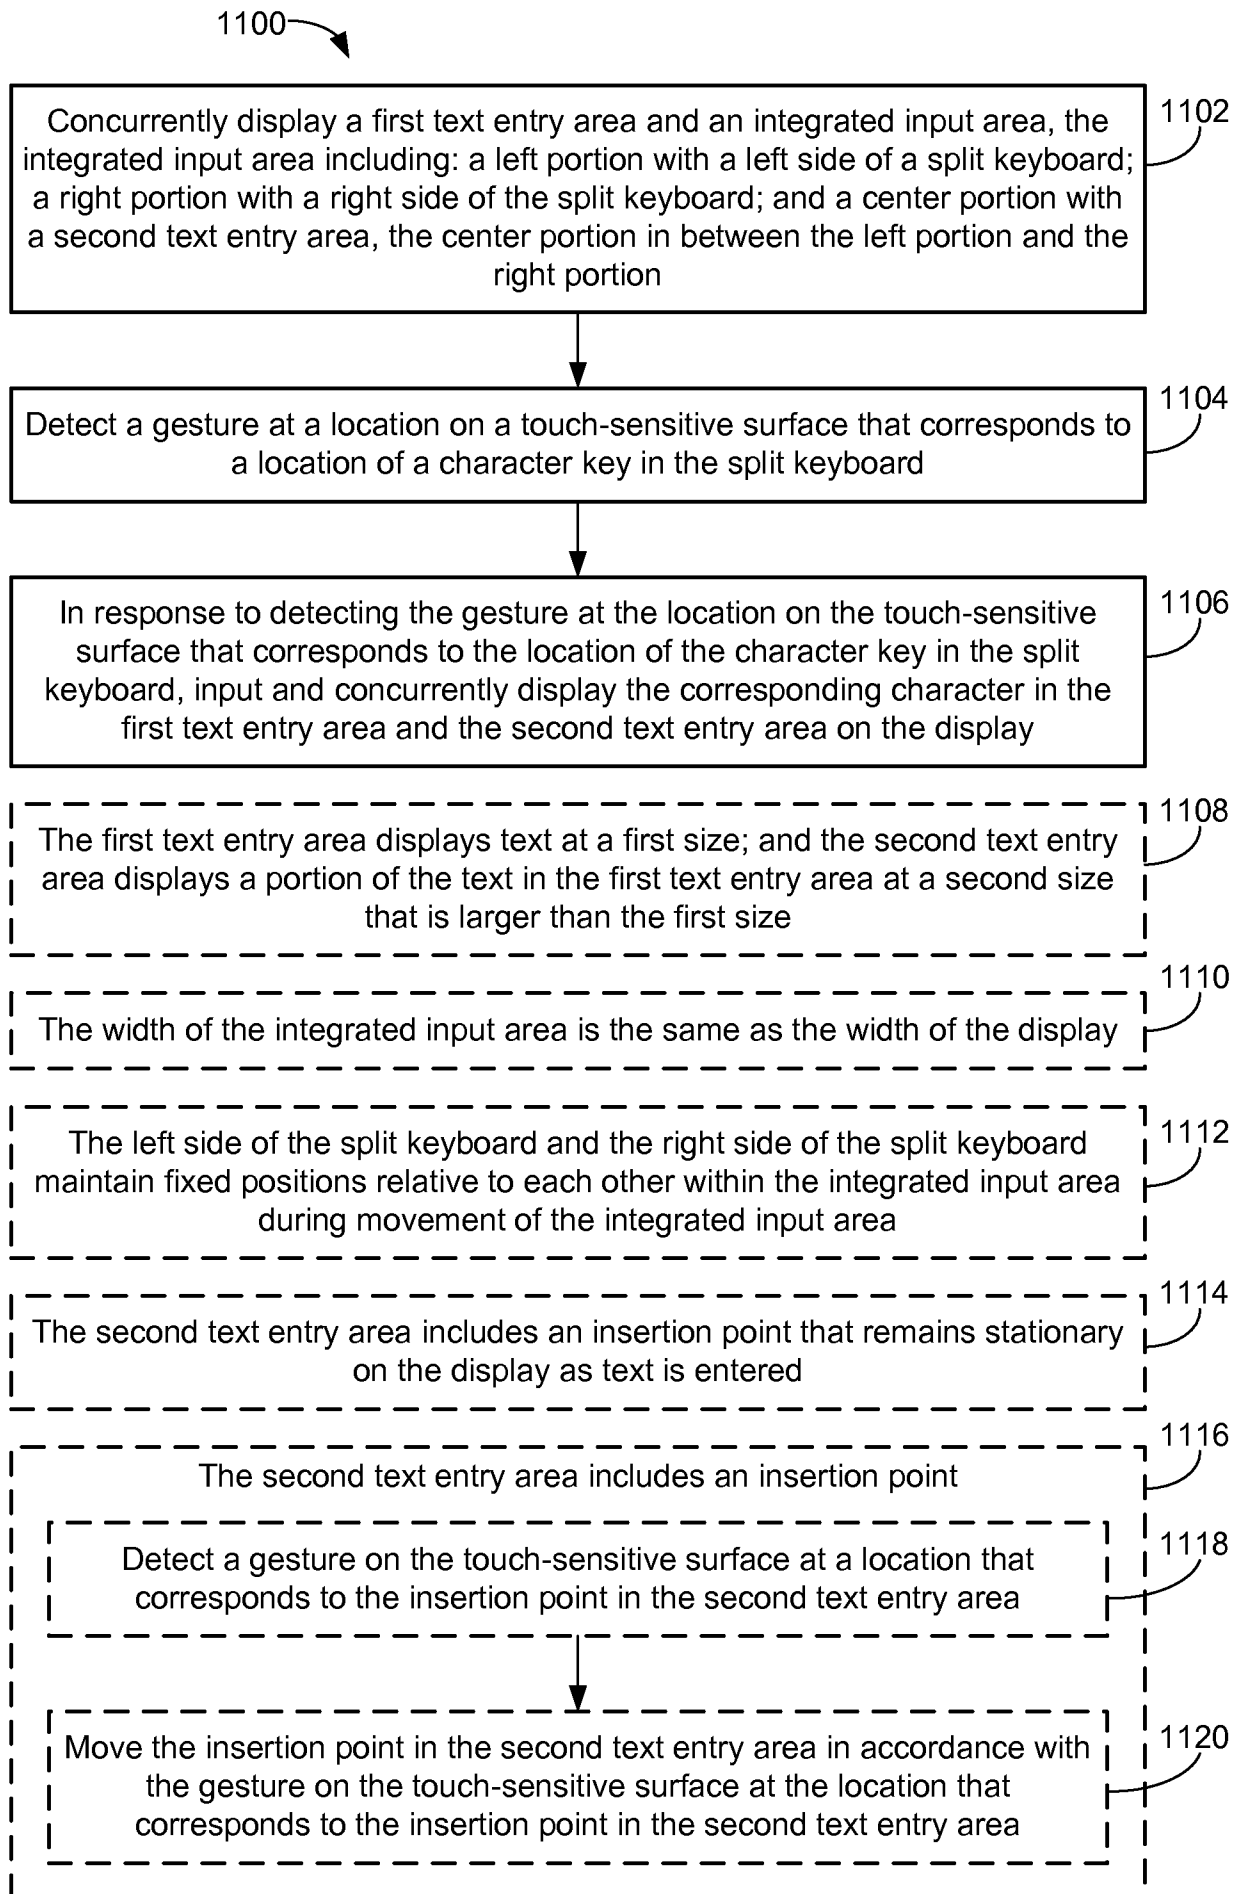 1100
Concurrently display a first text entry area and an integrated input area, the
integrated input area including: a left portion with a left side of a split keyboard;
a right portion with a right side of the split keyboard; and a center portion with
a second text entry area, the center portion in between the left portion and the
right portion
1102
Detect a gesture at a location on a touch-sensitive surface that corresponds to
a location of a character key in the split keyboard
1104
In response to detecting the gesture at the location on the touch-sensitive
surface that corresponds to the location of the character key in the split
keyboard, input and concurrently display the corresponding character in the
first text entry area and the second text entry area on the display
1106
The first text entry area displays text at a first size; and the second text entry
area displays a portion of the text in the first text entry area at a second size
that is larger than the first size
1108
The width of the integrated input area is the same as the width of the display
1110
The left side of the split keyboard and the right side of the split keyboard
maintain fixed positions relative to each other within the integrated input area
during movement of the integrated input area
1112
The second text entry area includes an insertion point that remains stationary
on the display as text is entered
1114
The second text entry area includes an insertion point
1116
Detect a gesture on the touch-sensitive surface at a location that
corresponds to the insertion point in the second text entry area
1118
Move the insertion point in the second text entry area in accordance with
the gesture on the touch-sensitive surface at the location that
corresponds to the insertion point in the second text entry area
1120